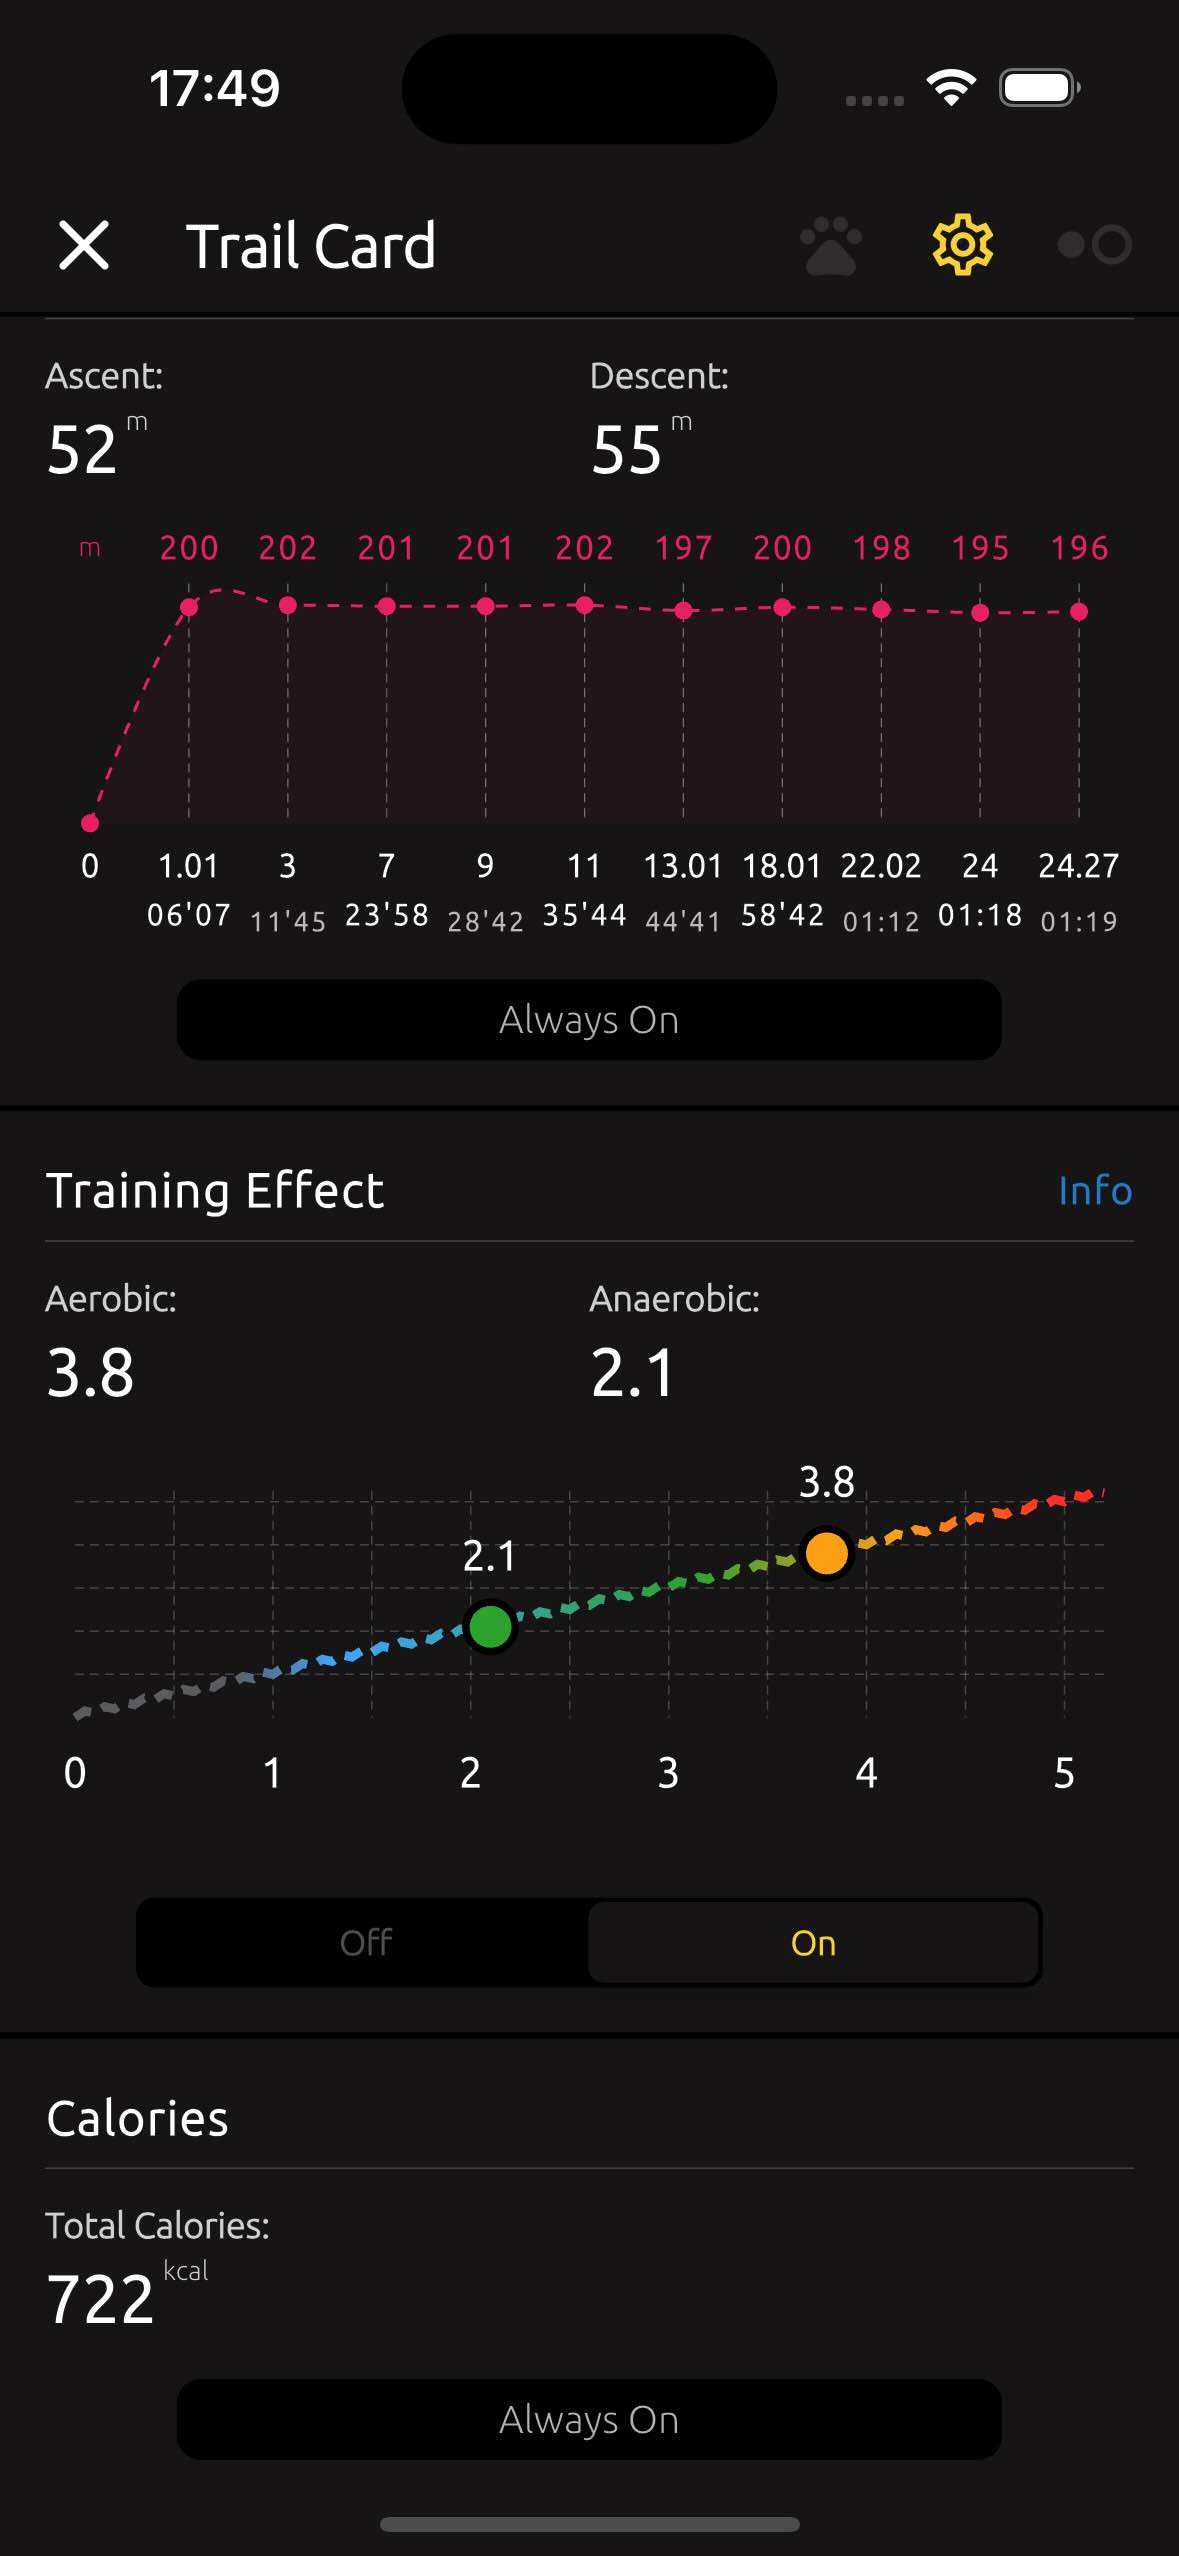 17:49
Trail Card
Ascent: Descent:
52 m 55 m
m 200 202 201 201 202 197 200 198 195 196
0 1.01 3 7 9 11 13.01 18.01 22.02 24 24.27
06'07 11'45 23'58 28'42 35'44 44'41 58'42 01:12 01:18 01:19
Always On
Training Effect Info
Aerobic: Anaerobic:
3.8 2.1
3.8
2.1
0 1 2 3 4 5
Off On
Calories
Total Calories:
722 kcal
Always On